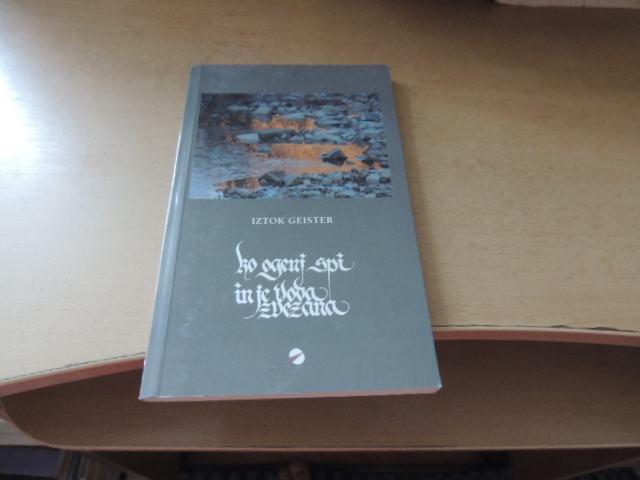 IZTOK GEISTER
ko ogenj spi
in je voda
zvezana